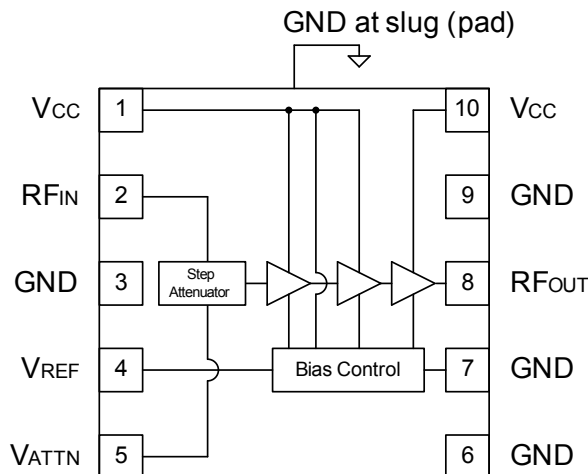 GND at slug (pad)
VCC 1 10 VCC
RFIN 2 9 GND
GND 3 Step Attenuator 8 RFOUT
VREF 4 Bias Control 7 GND
VATTN 5 6 GND